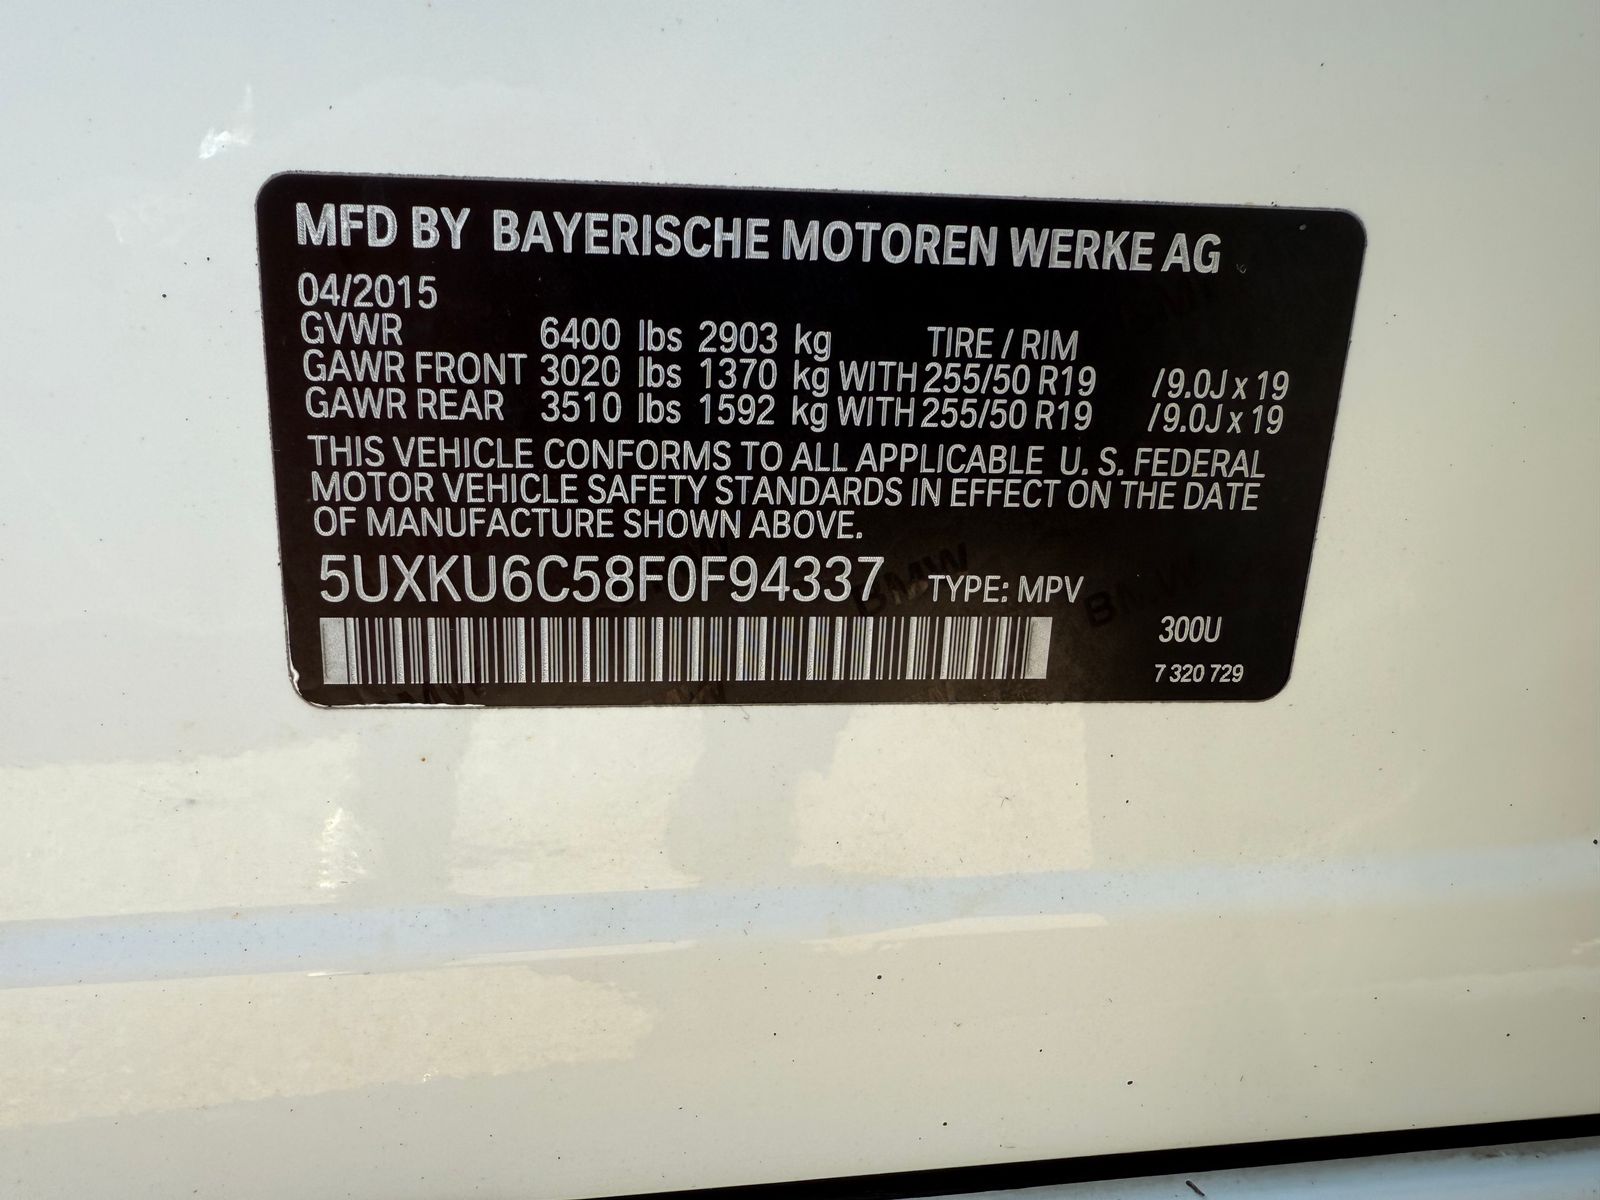 MFD BY BAYERISCHE MOTOREN WERKE AG
04/2015
GVWR 6400 lbs 2903 kg TIRE / RIM
GAWR FRONT 3020 lbs 1370 kg WITH 255/50 R19 /9.0J x 19
GAWR REAR 3510 lbs 1592 kg WITH 255/50 R19 /9.0J x 19
THIS VEHICLE CONFORMS TO ALL APPLICABLE U. S. FEDERAL
MOTOR VEHICLE SAFETY STANDARDS IN EFFECT ON THE DATE
OF MANUFACTURE SHOWN ABOVE.
5UXKU6C58F0F94337 TYPE: MPV
300U
7 320 729
BMW
BMW